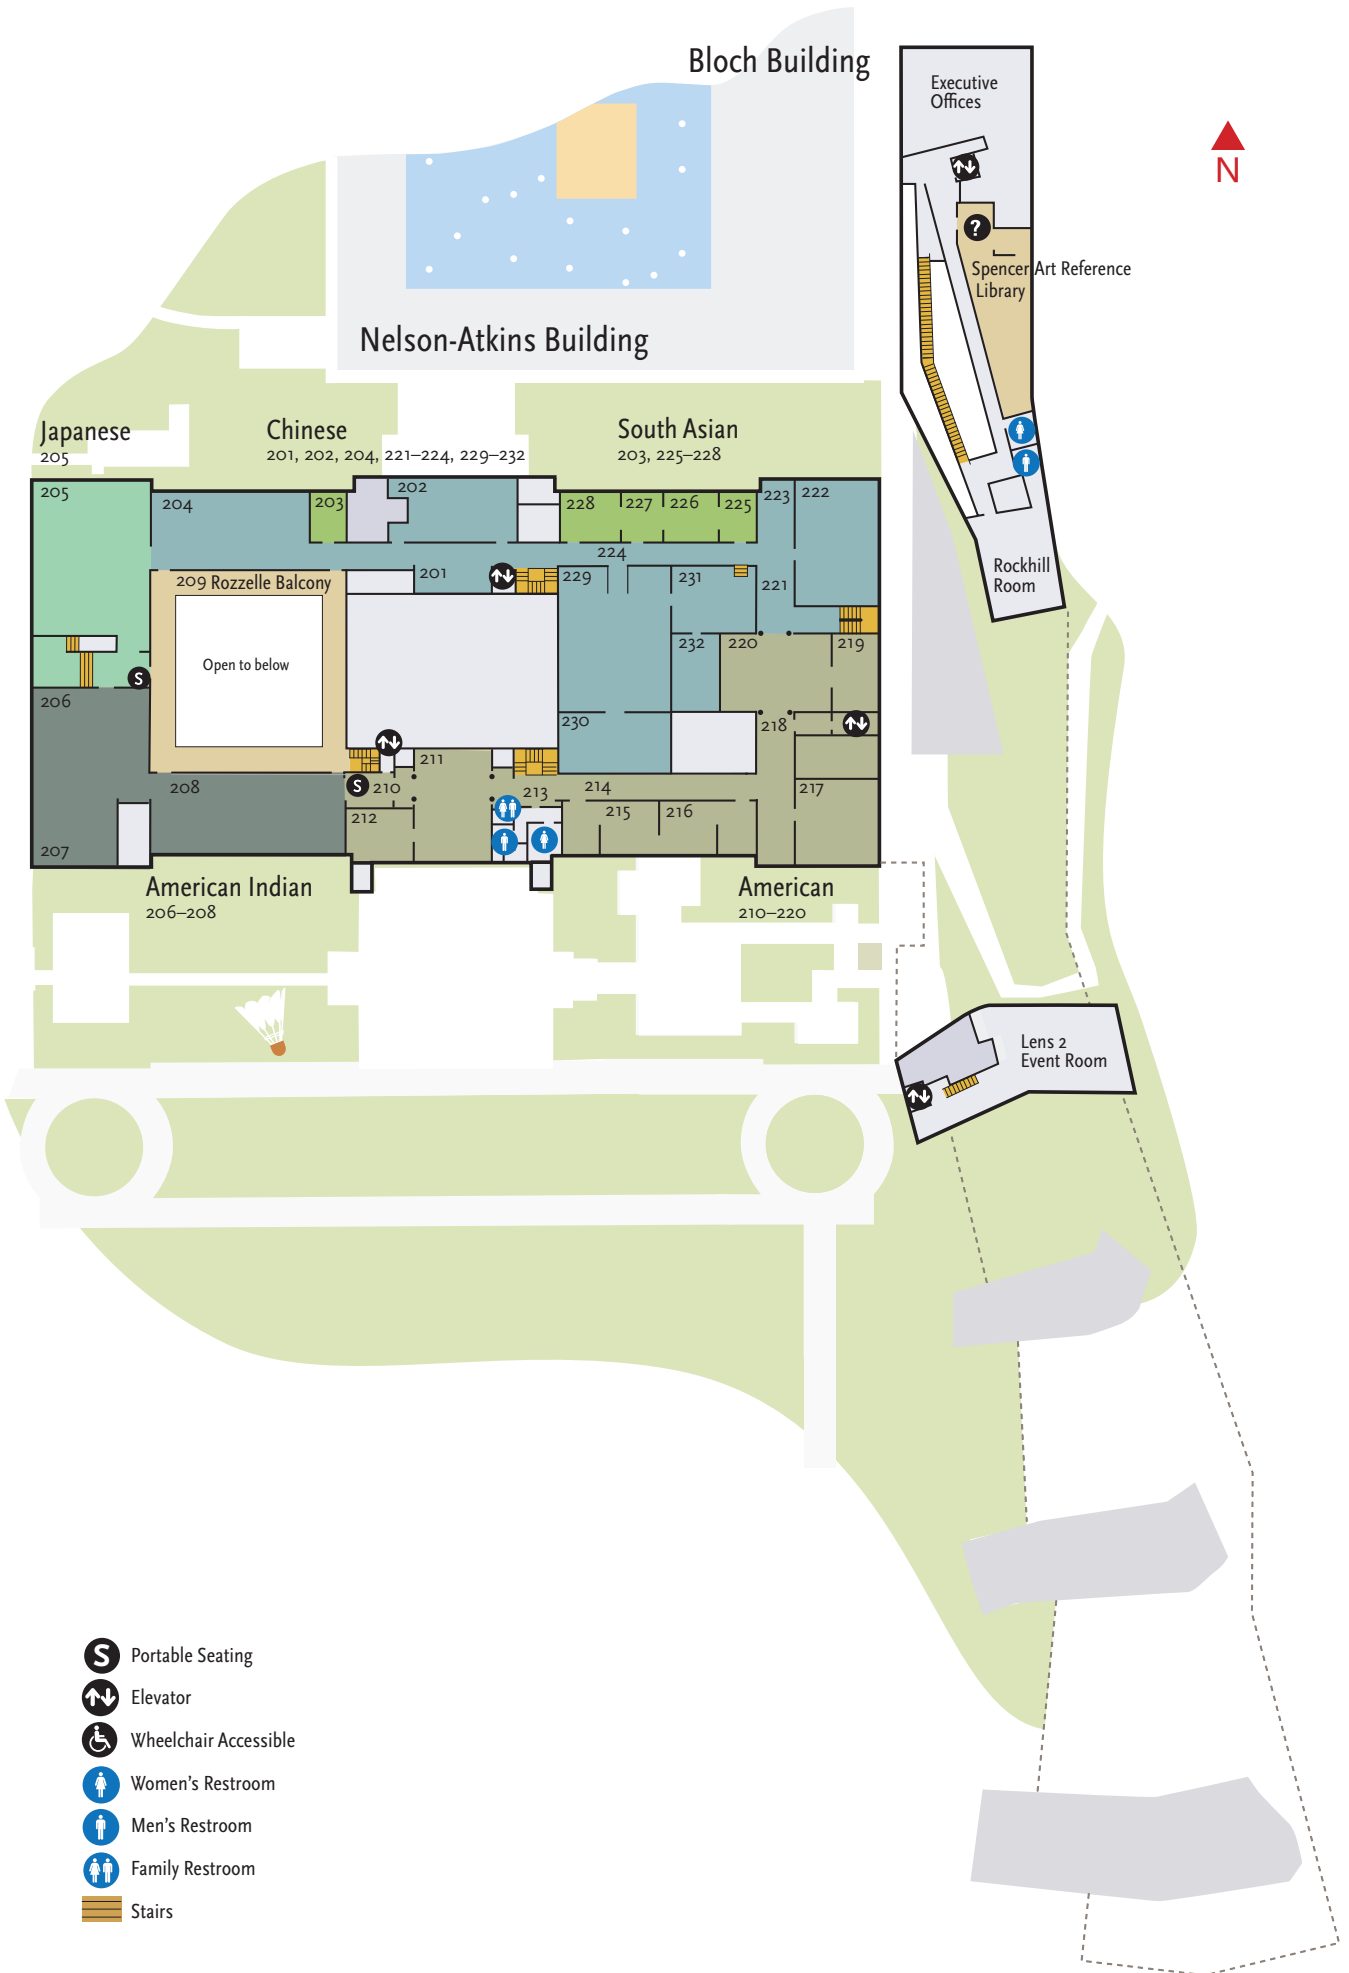 Bloch Building
Executive
Offices
N
?
Spencer Art Reference
Library
Nelson-Atkins Building
Japanese
205
Chinese
201, 202, 204, 221–224, 229–232
South Asian
203, 225–228
205
204
203
202
228
227
226
225
223
222
224
201
229
231
221
209 Rozzelle Balcony
Open to below
232
220
219
S
206
230
218
211
S
210
208
213
214
217
212
215
216
207
Rockhill
Room
American Indian
206–208
American
210–220
Lens 2
Event Room
S
Portable Seating
Elevator
Wheelchair Accessible
Women's Restroom
Men's Restroom
Family Restroom
Stairs